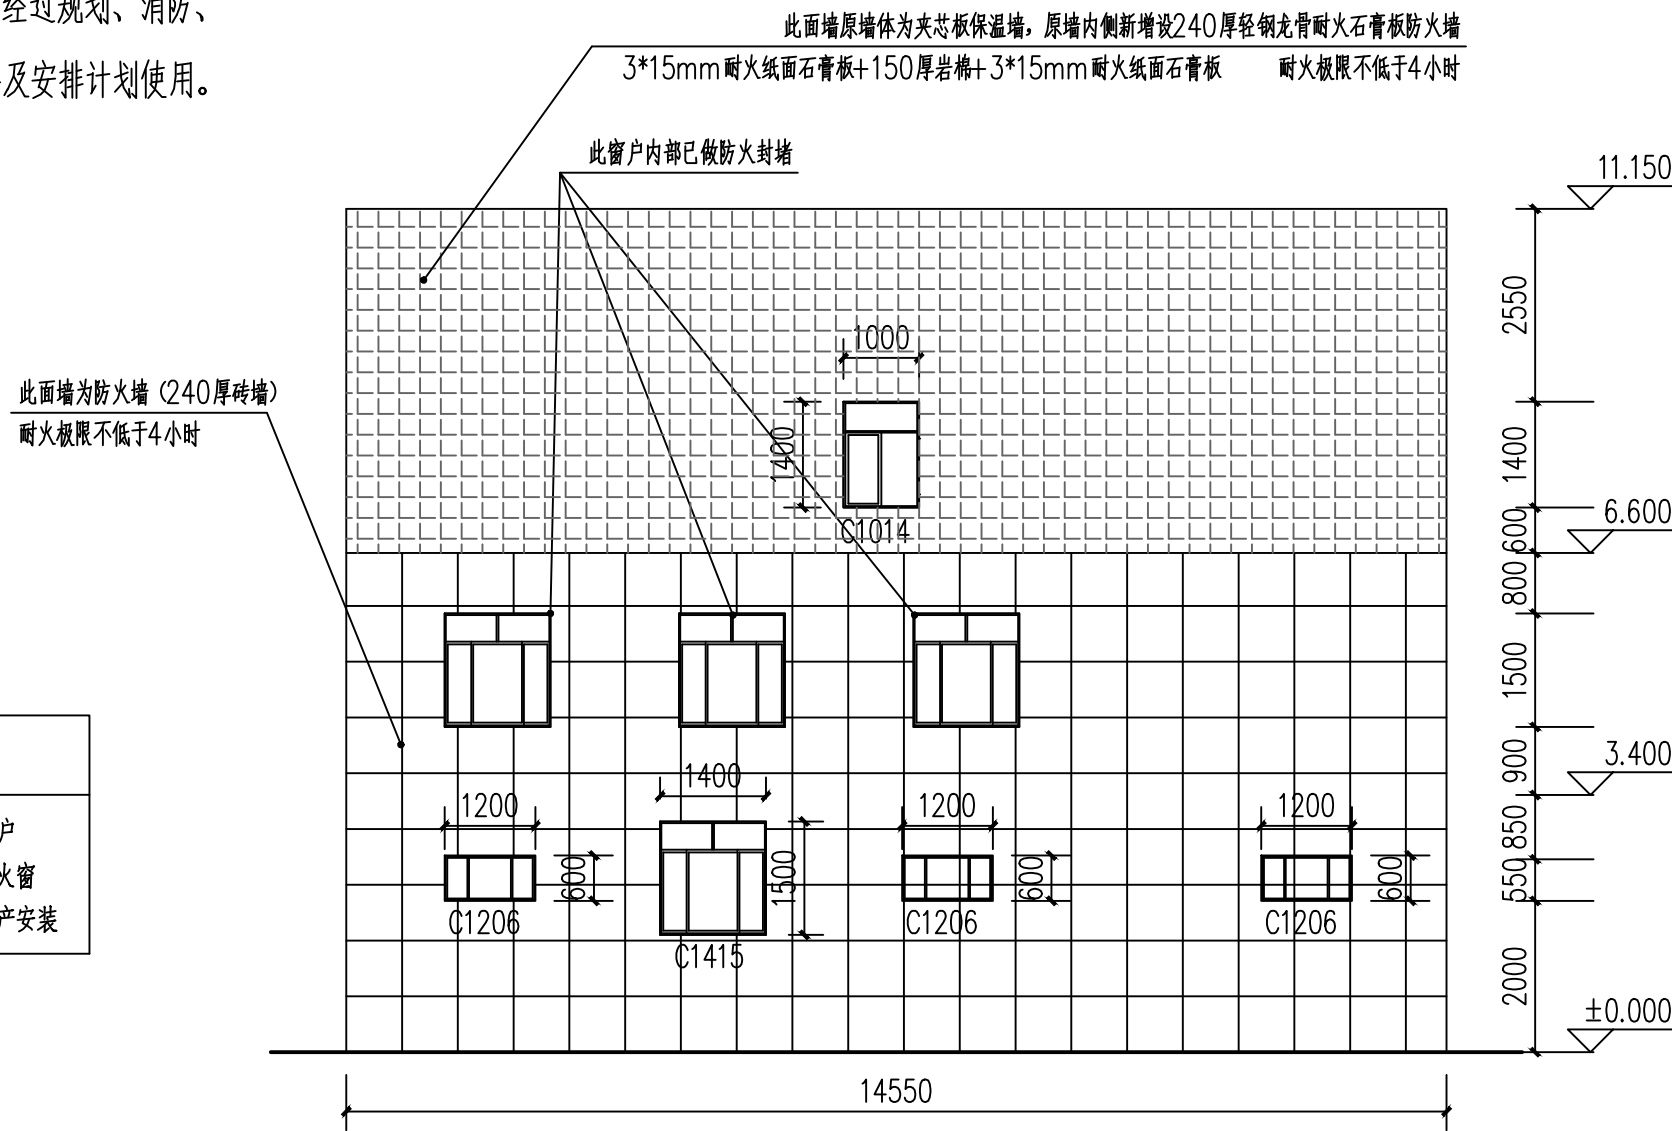 经过规划、消防、
及安排计划使用。
此面墙原墙体为夹芯板保温墙，原墙内侧新增设240厚轻钢龙骨耐火石膏板防火墙
3*15mm耐火纸面石膏板+150厚岩棉+3*15mm耐火纸面石膏板 耐火极限不低于4小时
此窗户内部已做防火封堵
11.150
2550
1000
此面墙为防火墙（240厚砖墙）
耐火极限不低于4小时
1400
1400
C1014
6.600
600
800
1500
3.400
900
1400
1200
1200
1200
850
户
火窗
产安装
600
1500
600
600
550
C1206
C1415
C1206
C1206
2000
±0.000
14550